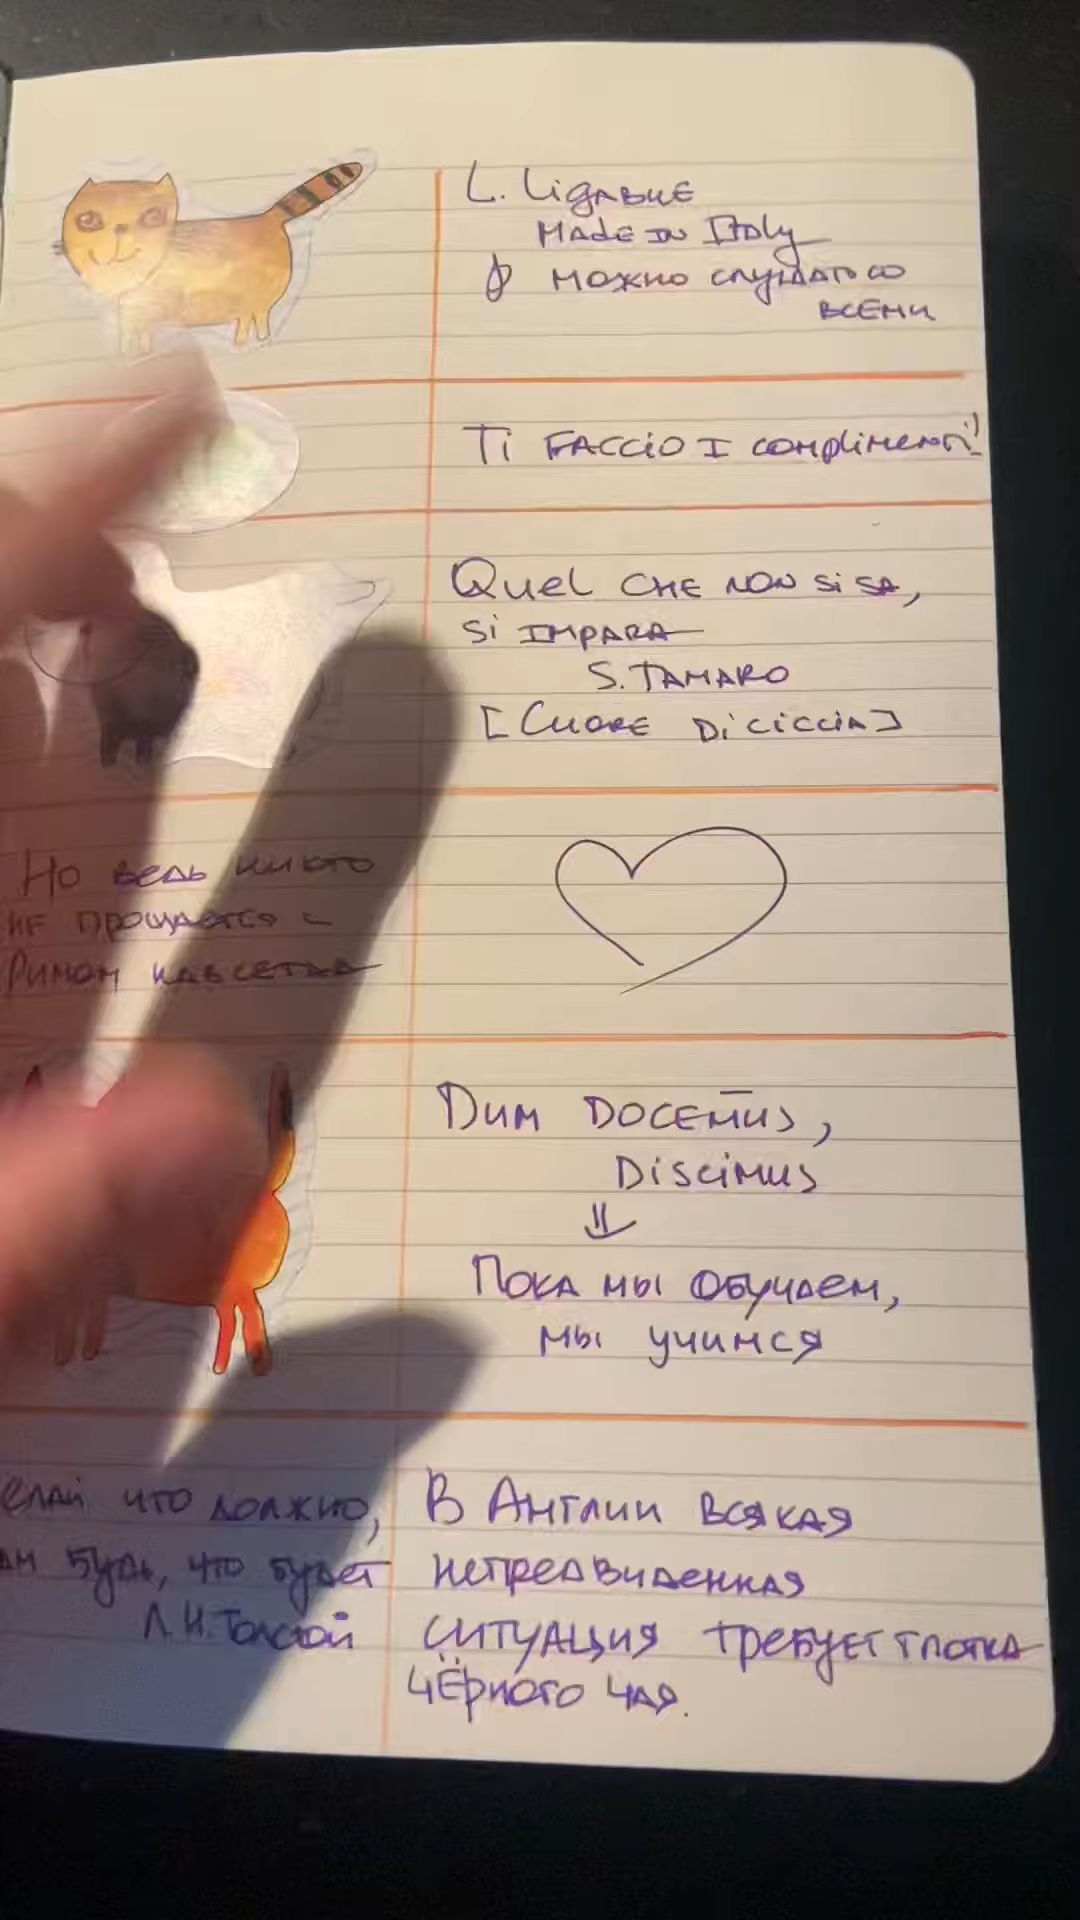 L. Ligabue
Made in Italy
можно слушать со
всеми
Ti faccio i complimenti!
Quel che non si sa,
si impara
S. Tamaro
[Cuore di ciccia]
Но ведь никто
не прощается с
Римом навсегда
Dum docemus,
discimus
⇓
Пока мы обучаем,
мы учимся
елай что должно,
будь, что будет
Л.Н. Толстой
В Англии всякая
непредвиденная
ситуация требует глотка
чёрного чая.